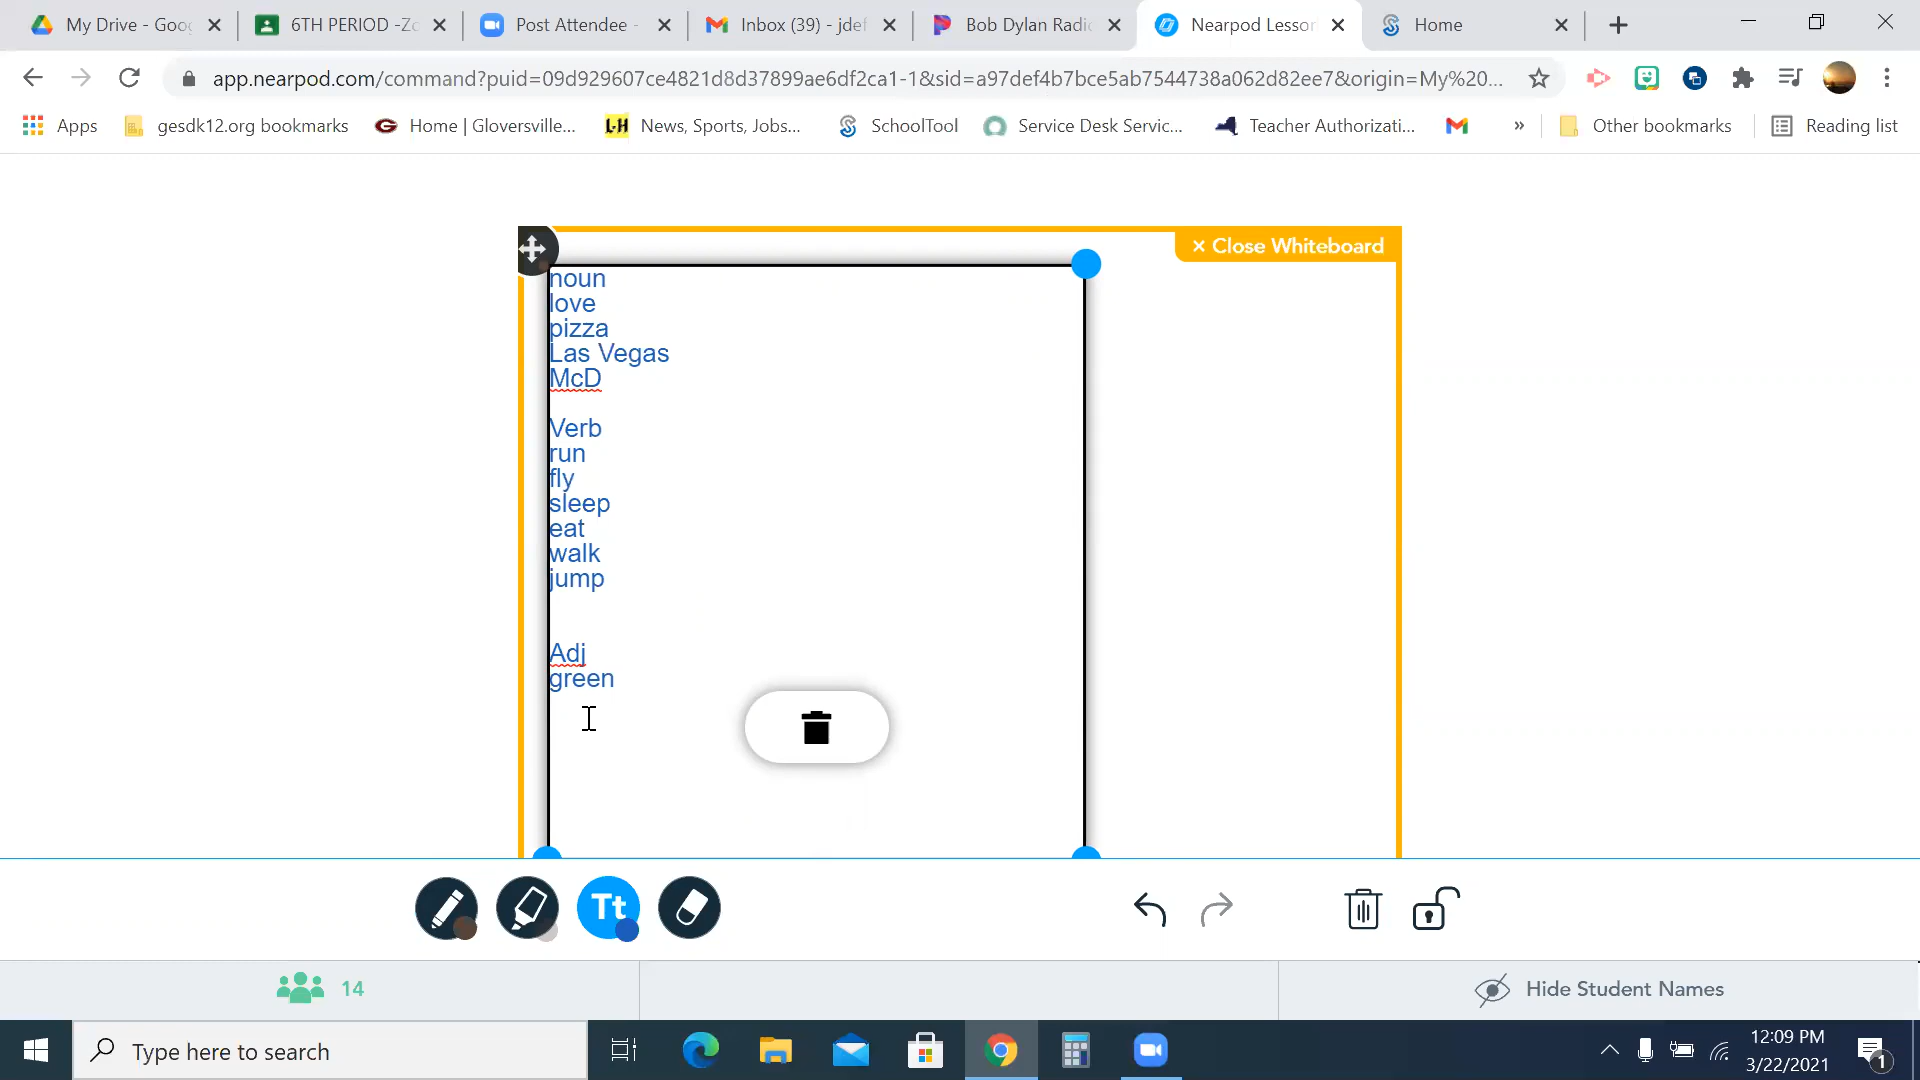 My Drive - Goog
6TH PERIOD -Zo
Post Attendee -
Inbox (39) - jdef
Bob Dylan Radio
Nearpod Lesson
Home
app.nearpod.com/command?puid=09d929607ce4821d8d37899ae6df2ca1-1&sid=a97def4b7bce5ab7544738a062d82ee7&origin=My%20...
Apps
gesdk12.org bookmarks
Home | Gloversville...
L-H
News, Sports, Jobs...
SchoolTool
Service Desk Servic...
Teacher Authorizati...
»
Other bookmarks
Reading list
× Close Whiteboard
noun
love
pizza
Las Vegas
McD
Verb
run
fly
sleep
eat
walk
jump
Adj
green
Tt
14
Hide Student Names
Type here to search
12:09 PM
3/22/2021
1